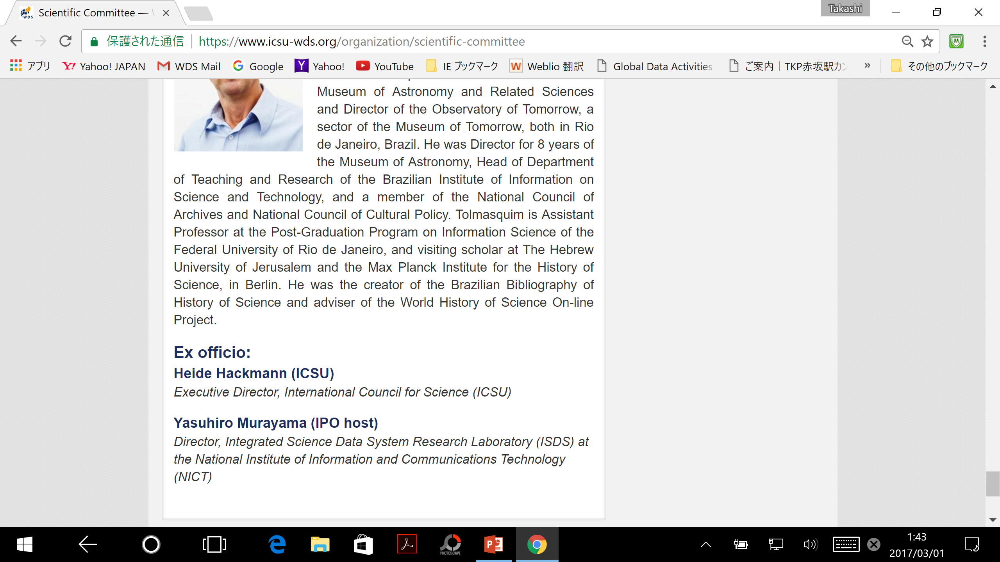 Scientific Committee —
Takashi
保護された通信 https://www.icsu-wds.org/organization/scientific-committee
アプリ Yahoo! JAPAN WDS Mail Google Yahoo! YouTube IE ブックマーク Weblio 翻訳 Global Data Activities ご案内 | TKP赤坂駅カン » その他のブックマーク
Museum of Astronomy and Related Sciences
and Director of the Observatory of Tomorrow, a
sector of the Museum of Tomorrow, both in Rio
de Janeiro, Brazil. He was Director for 8 years of
the Museum of Astronomy, Head of Department
of Teaching and Research of the Brazilian Institute of Information on
Science and Technology, and a member of the National Council of
Archives and National Council of Cultural Policy. Tolmasquim is Assistant
Professor at the Post-Graduation Program on Information Science of the
Federal University of Rio de Janeiro, and visiting scholar at The Hebrew
University of Jerusalem and the Max Planck Institute for the History of
Science, in Berlin. He was the creator of the Brazilian Bibliography of
History of Science and adviser of the World History of Science On-line
Project.
Ex officio:
Heide Hackmann (ICSU)
Executive Director, International Council for Science (ICSU)
Yasuhiro Murayama (IPO host)
Director, Integrated Science Data System Research Laboratory (ISDS) at
the National Institute of Information and Communications Technology
(NICT)
PHOTOSCAPE
1:43
2017/03/01